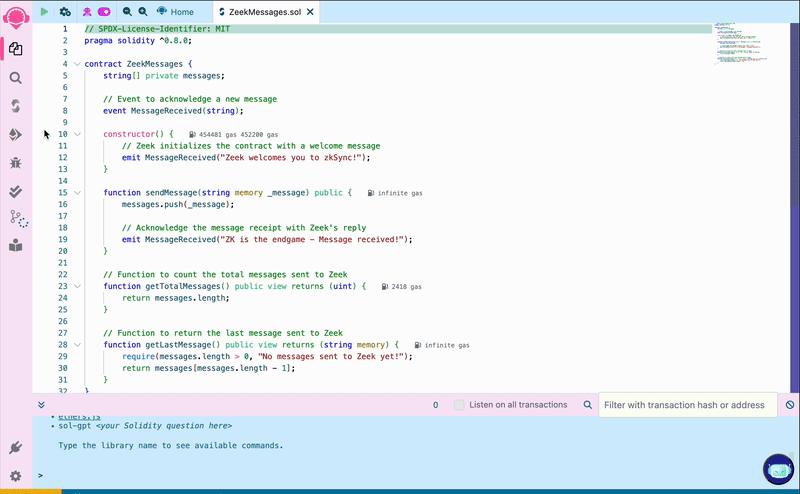 Home
ZeekMessages.sol
1 // SPDX-License-Identifier: MIT
2 pragma solidity ^0.8.0;
3
4 contract ZeekMessages {
5 string[] private messages;
6
7 // Event to acknowledge a new message
8 event MessageReceived(string);
9
10 constructor() { 454481 gas 452200 gas
11 // Zeek initializes the contract with a welcome message
12 emit MessageReceived("Zeek welcomes you to zkSync!");
13 }
14
15 function sendMessage(string memory _message) public { infinite gas
16 messages.push(_message);
17
18 // Acknowledge the message receipt with Zeek's reply
19 emit MessageReceived("ZK is the endgame - Message received!");
20 }
21
22 // Function to count the total messages sent to Zeek
23 function getTotalMessages() public view returns (uint) { 2418 gas
24 return messages.length;
25 }
26
27 // Function to return the last message sent to Zeek
28 function getLastMessage() public view returns (string memory) { infinite gas
29 require(messages.length > 0, "No messages sent to Zeek yet!");
30 return messages[messages.length - 1];
31 }
32 }
0 Listen on all transactions Filter with transaction hash or address
• ethers.js
• sol-gpt <your Solidity question here>
Type the library name to see available commands.
>